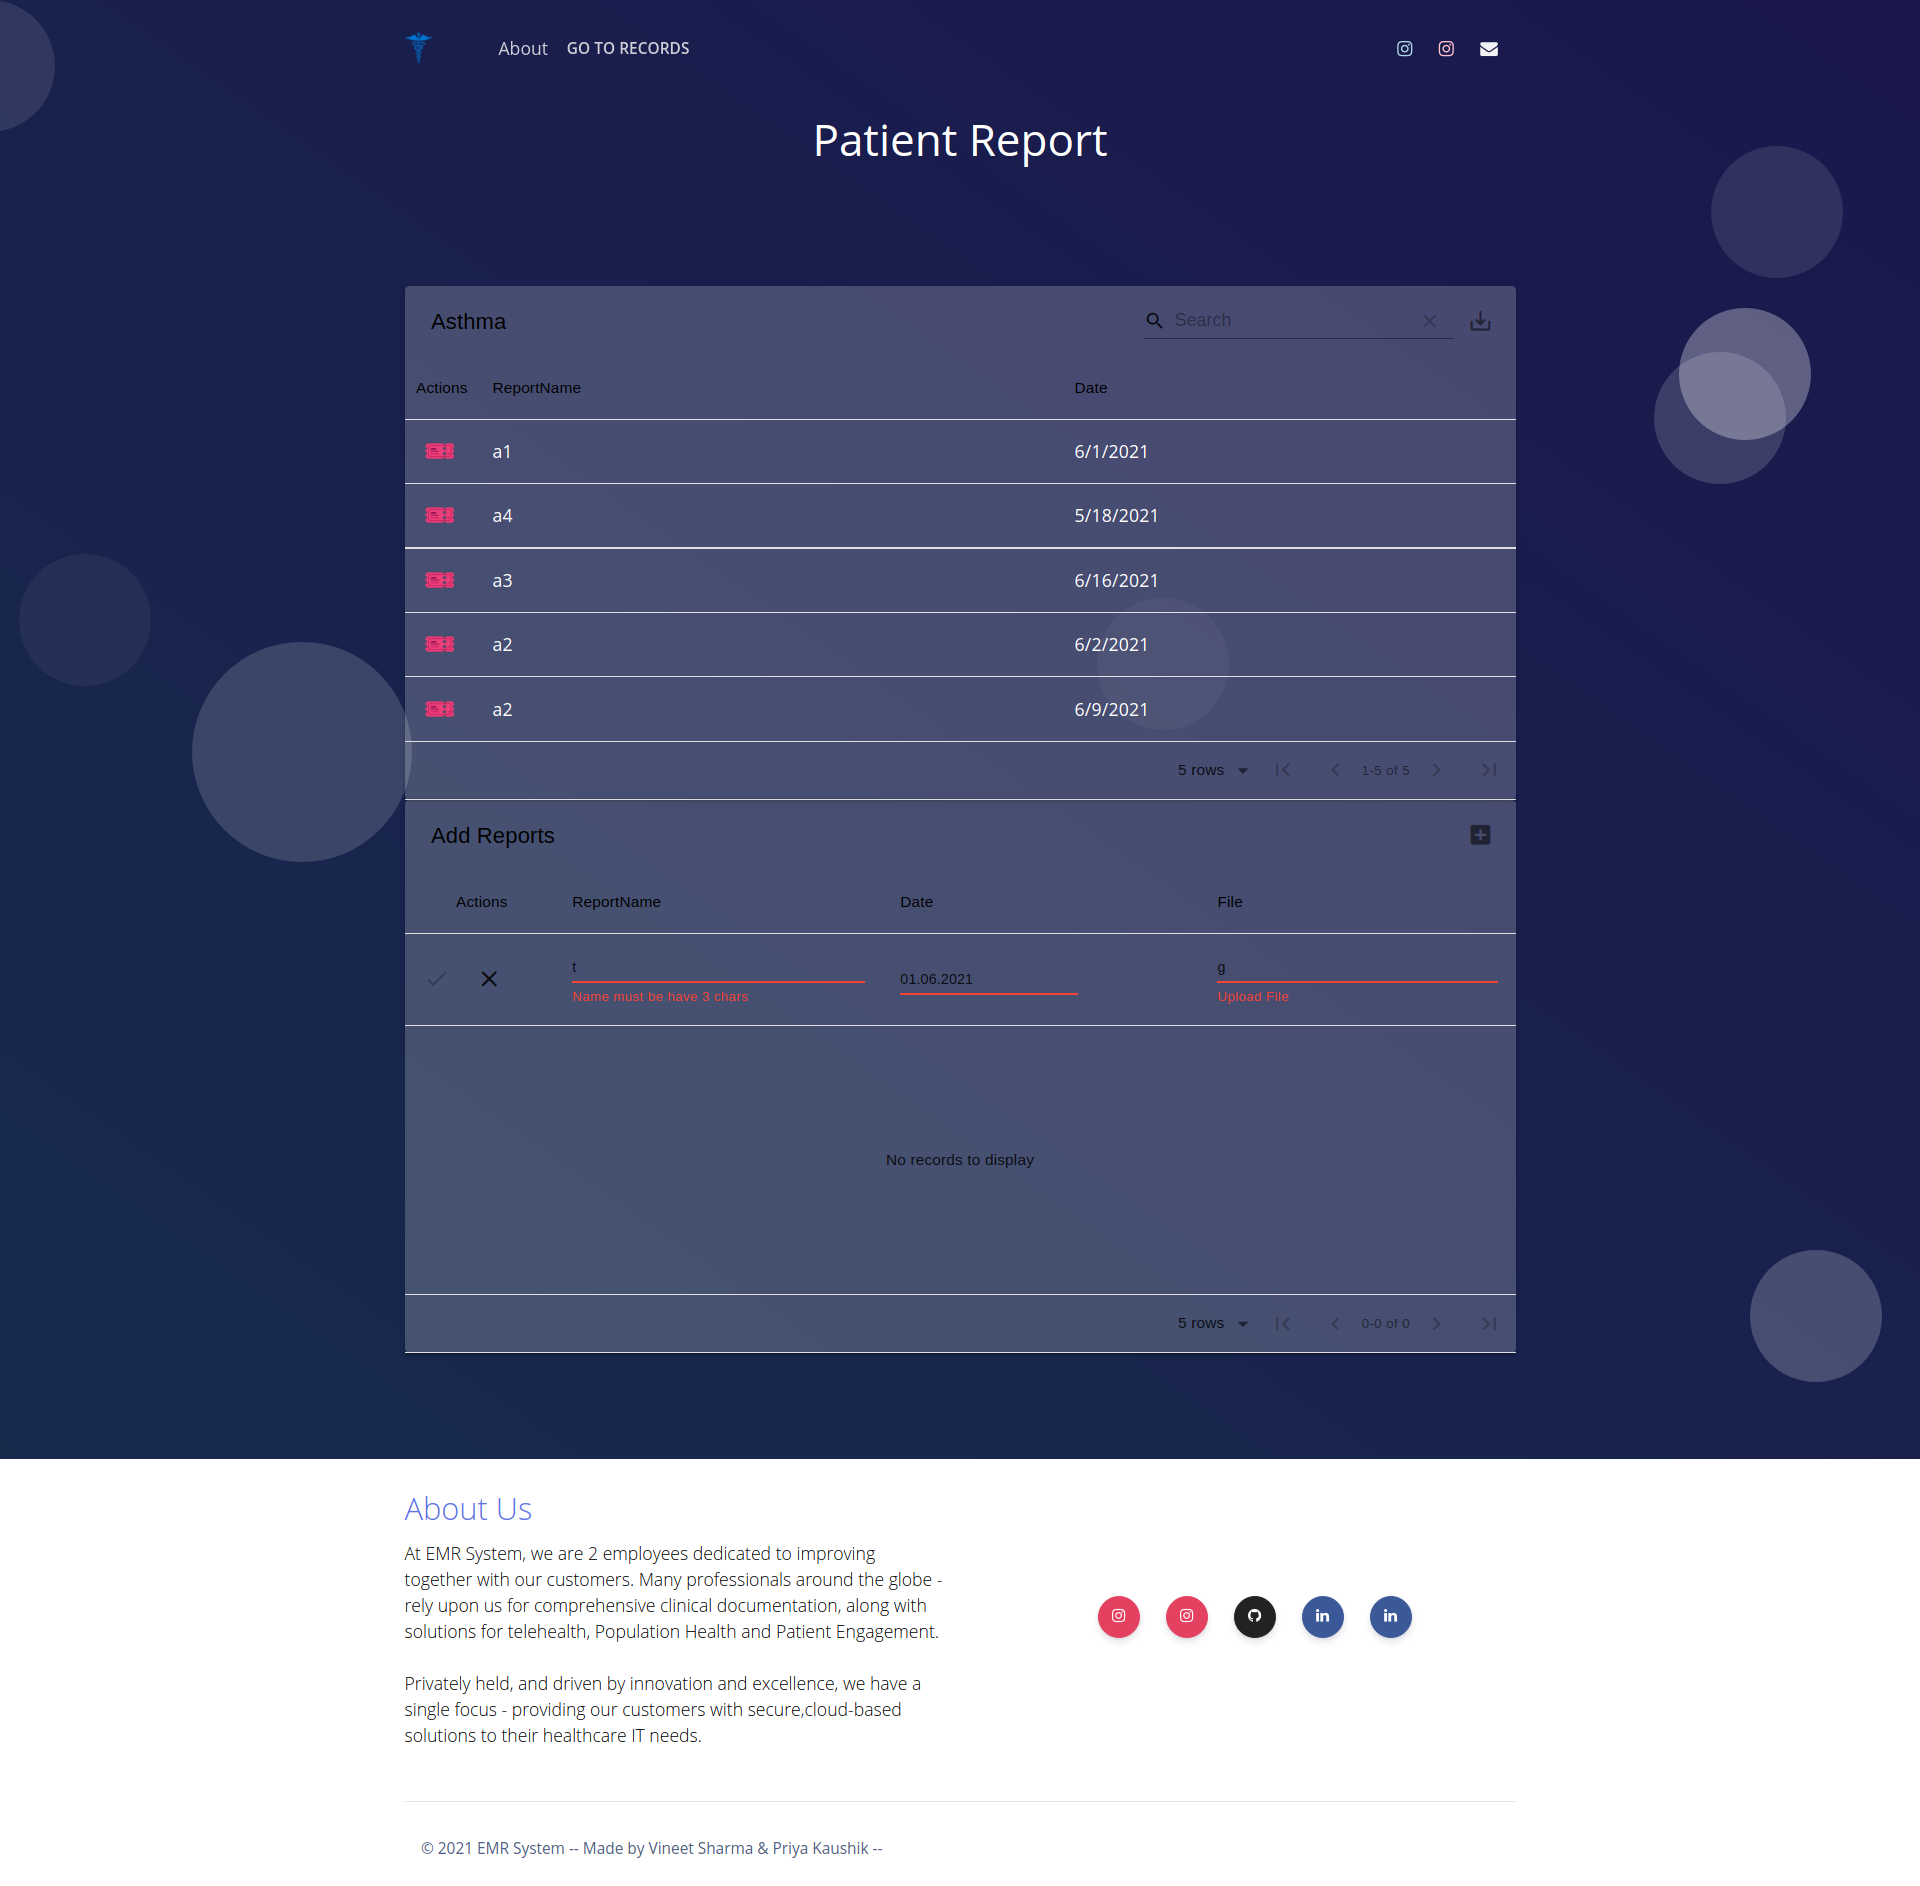 About GO TO RECORDS
Patient Report
Asthma Search
Actions ReportName Date
a1 6/1/2021
a4 5/18/2021
a3 6/16/2021
a2 6/2/2021
a2 6/9/2021
5 rows 1-5 of 5
Add Reports
Actions ReportName Date File
t 01.06.2021 g
Name must be have 3 chars Upload File
No records to display
5 rows 0-0 of 0
About Us
At EMR System, we are 2 employees dedicated to improving
together with our customers. Many professionals around the globe -
rely upon us for comprehensive clinical documentation, along with
solutions for telehealth, Population Health and Patient Engagement.
Privately held, and driven by innovation and excellence, we have a
single focus - providing our customers with secure,cloud-based
solutions to their healthcare IT needs.
© 2021 EMR System -- Made by Vineet Sharma & Priya Kaushik --